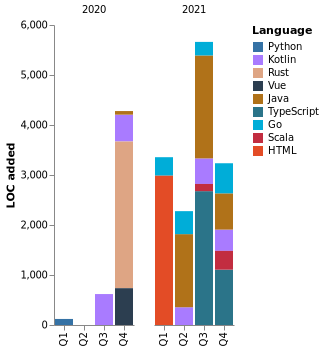 2020 2021
Language
Python
Kotlin
Rust
Vue
Java
TypeScript
Go
Scala
HTML
LOC added
6,000
5,000
4,000
3,000
2,000
1,000
0
Q1 Q2 Q3 Q4 Q1 Q2 Q3 Q4